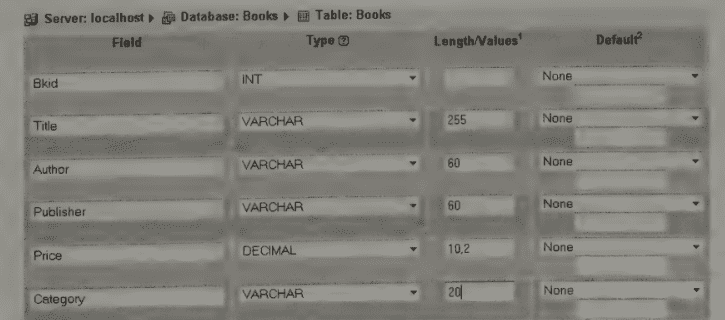 Server: localhost ▸ Database: Books ▸ Table: Books
Field Type Length/Values¹ Default²
Bkid INT None
Title VARCHAR 255 None
Author VARCHAR 60 None
Publisher VARCHAR 60 None
Price DECIMAL 10,2 None
Category VARCHAR 20 None